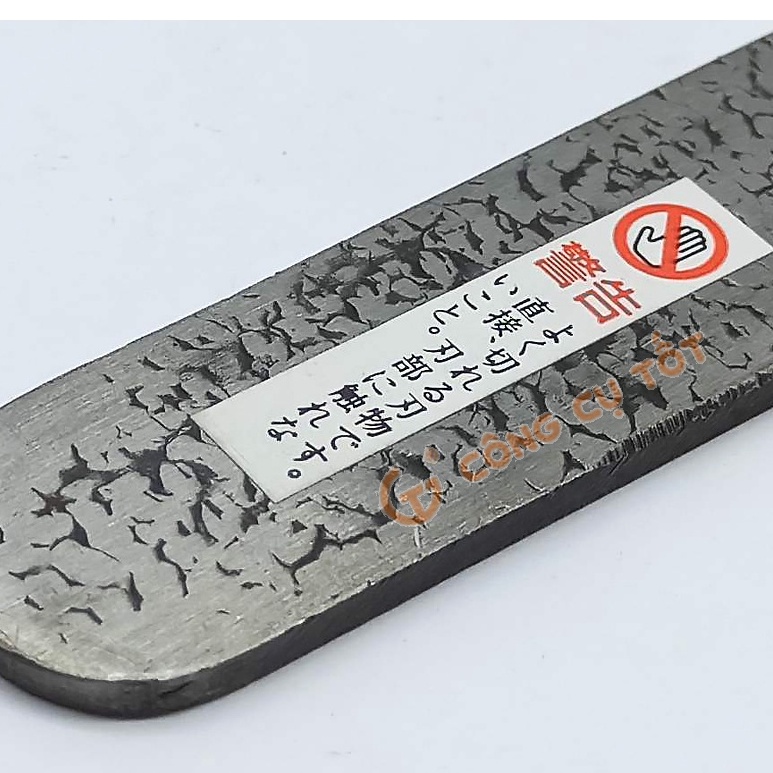 警告
よく切れる刃物です。
直接、刃部に触れな
いこと。
CÔNG CỤ TỐT